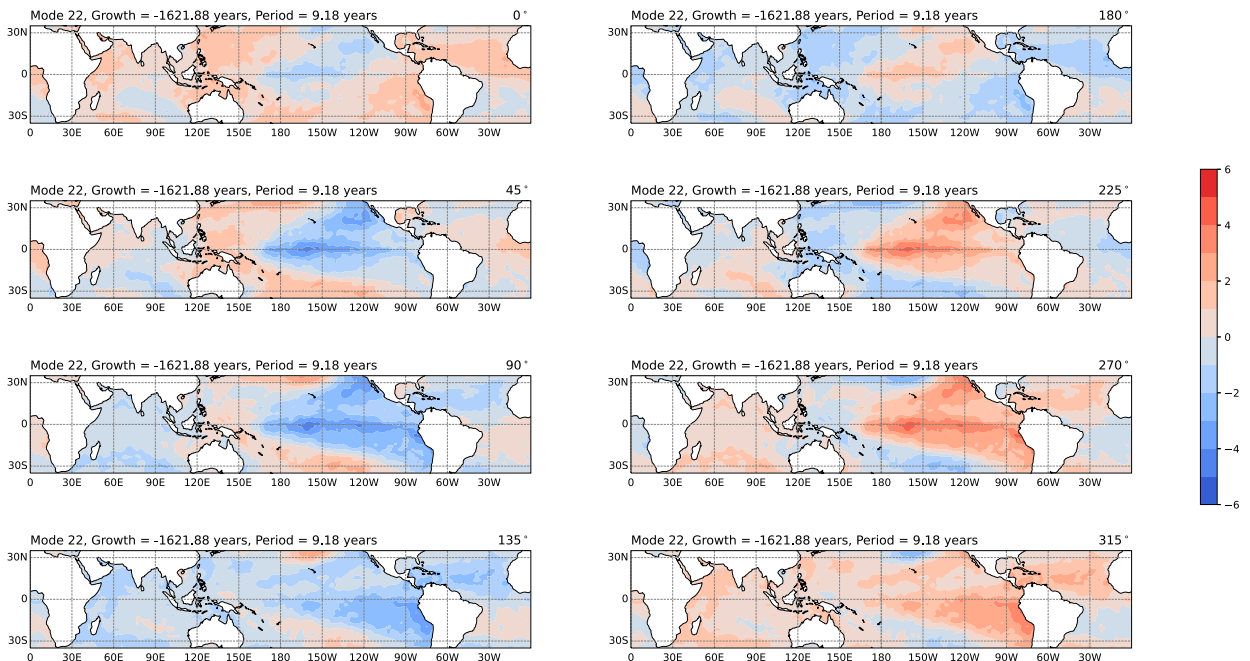 Mode 22, Growth = -1621.88 years, Period = 9.18 years 0°
30N
0
30S
0 30E 60E 90E 120E 150E 180 150W 120W 90W 60W 30W
Mode 22, Growth = -1621.88 years, Period = 9.18 years 180°
30N
0
30S
0 30E 60E 90E 120E 150E 180 150W 120W 90W 60W 30W
Mode 22, Growth = -1621.88 years, Period = 9.18 years 45°
30N
0
30S
0 30E 60E 90E 120E 150E 180 150W 120W 90W 60W 30W
Mode 22, Growth = -1621.88 years, Period = 9.18 years 225°
30N
0
30S
0 30E 60E 90E 120E 150E 180 150W 120W 90W 60W 30W
Mode 22, Growth = -1621.88 years, Period = 9.18 years 90°
30N
0
30S
0 30E 60E 90E 120E 150E 180 150W 120W 90W 60W 30W
Mode 22, Growth = -1621.88 years, Period = 9.18 years 270°
30N
0
30S
0 30E 60E 90E 120E 150E 180 150W 120W 90W 60W 30W
Mode 22, Growth = -1621.88 years, Period = 9.18 years 135°
30N
0
30S
0 30E 60E 90E 120E 150E 180 150W 120W 90W 60W 30W
Mode 22, Growth = -1621.88 years, Period = 9.18 years 315°
30N
0
30S
0 30E 60E 90E 120E 150E 180 150W 120W 90W 60W 30W
6
4
2
0
−2
−4
−6